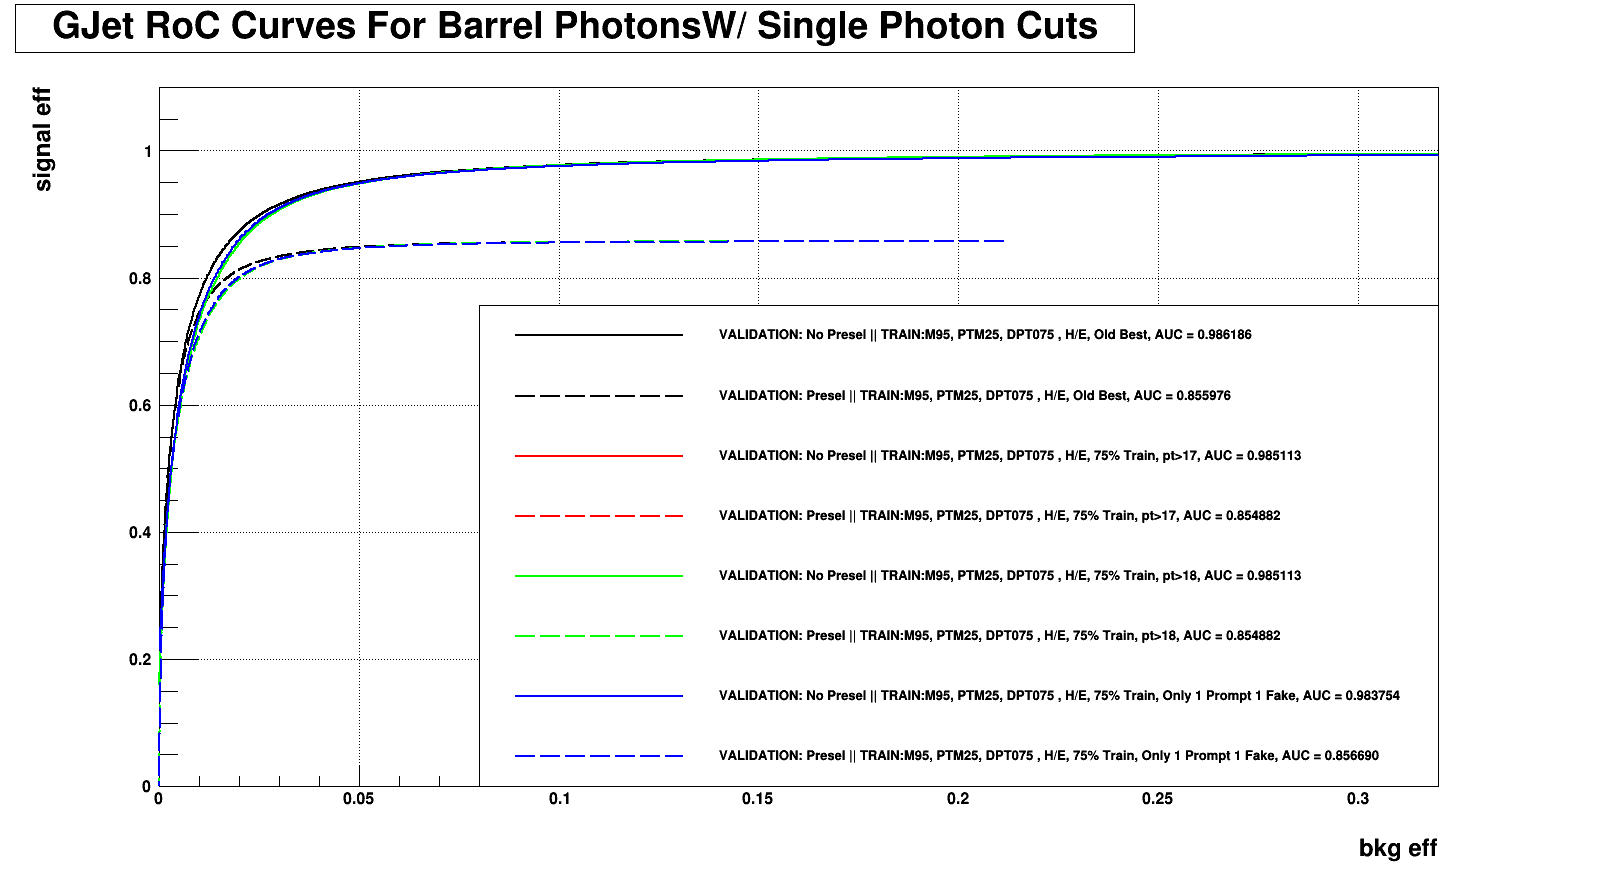 GJet RoC Curves For Barrel PhotonsW/ Single Photon Cuts
signal eff
1
0.8
0.6
0.4
0.2
0
VALIDATION: No Presel || TRAIN:M95, PTM25, DPT075 , H/E, Old Best, AUC = 0.986186
VALIDATION: Presel || TRAIN:M95, PTM25, DPT075 , H/E, Old Best, AUC = 0.855976
VALIDATION: No Presel || TRAIN:M95, PTM25, DPT075 , H/E, 75% Train, pt>17, AUC = 0.985113
VALIDATION: Presel || TRAIN:M95, PTM25, DPT075 , H/E, 75% Train, pt>17, AUC = 0.854882
VALIDATION: No Presel || TRAIN:M95, PTM25, DPT075 , H/E, 75% Train, pt>18, AUC = 0.985113
VALIDATION: Presel || TRAIN:M95, PTM25, DPT075 , H/E, 75% Train, pt>18, AUC = 0.854882
VALIDATION: No Presel || TRAIN:M95, PTM25, DPT075 , H/E, 75% Train, Only 1 Prompt 1 Fake, AUC = 0.983754
VALIDATION: Presel || TRAIN:M95, PTM25, DPT075 , H/E, 75% Train, Only 1 Prompt 1 Fake, AUC = 0.856690
0 0.05 0.1 0.15 0.2 0.25 0.3
bkg eff